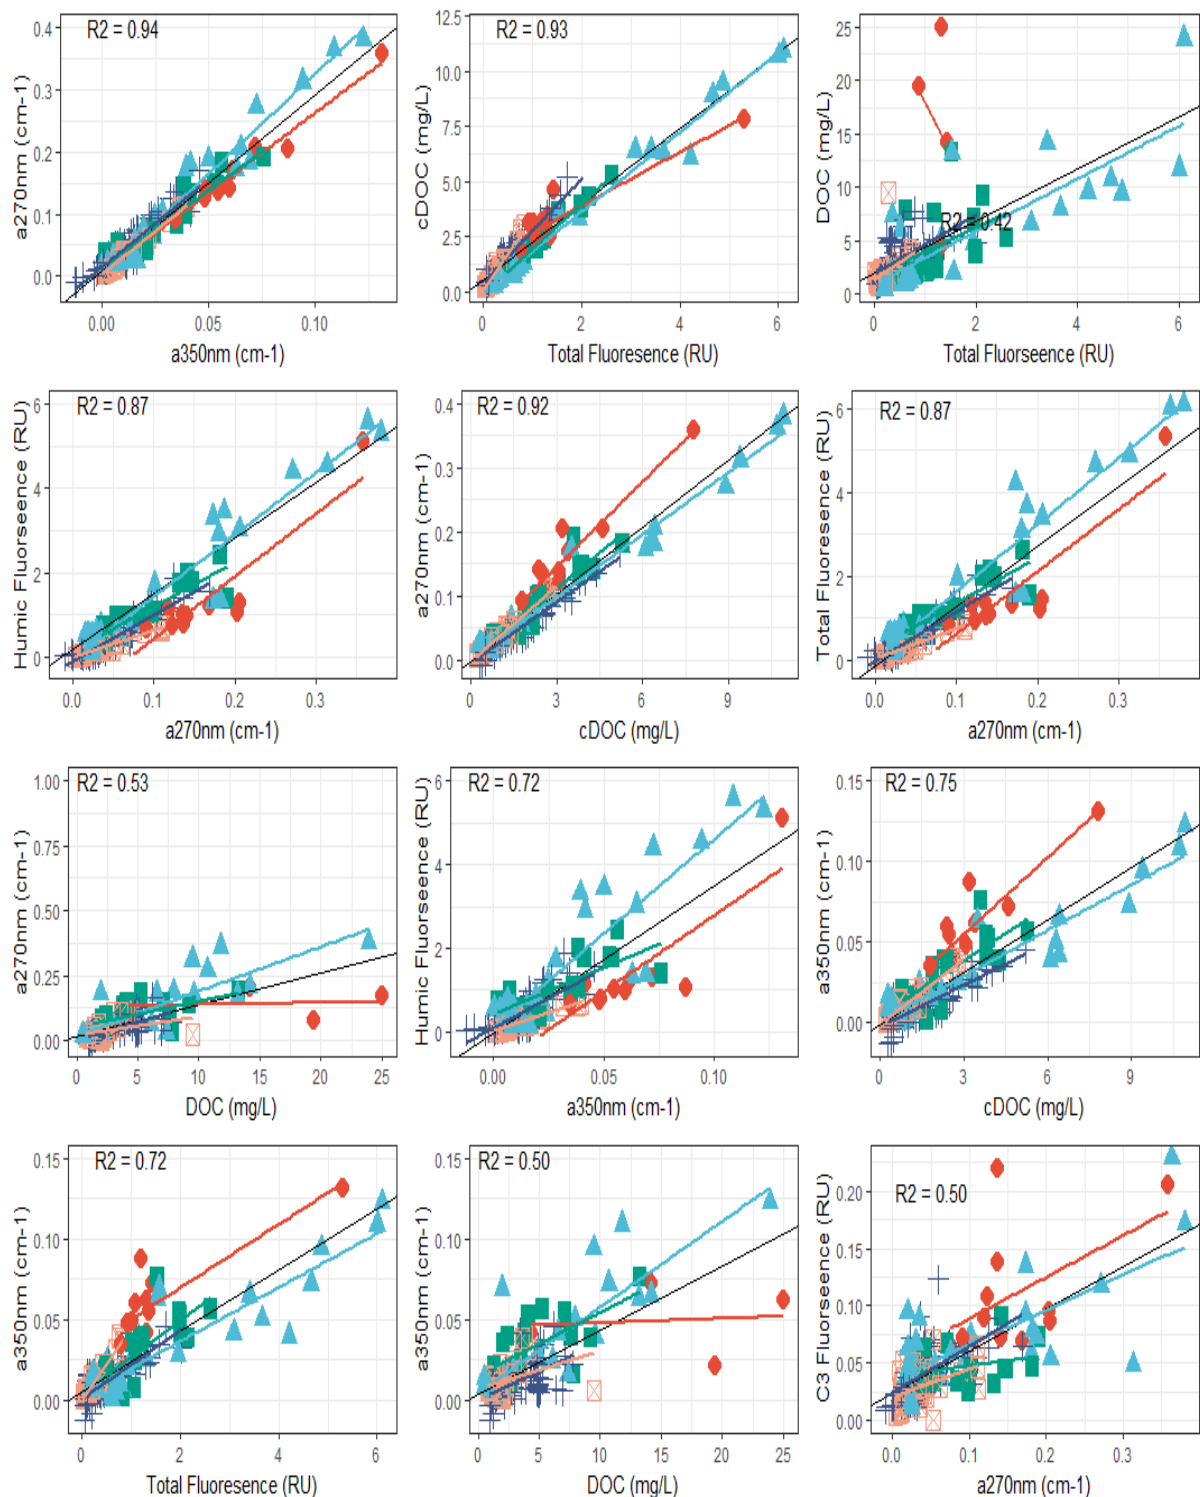 R2 = 0.94
a270nm (cm-1)
0.4
0.3
0.2
0.1
0.0
0.00 0.05 0.10
a350nm (cm-1)
R2 = 0.93
cDOC (mg/L)
12.5
10.0
7.5
5.0
2.5
0.0
0 2 4 6
Total Fluoresence (RU)
DOC (mg/L)
25
20
15
10
5
0
R2 = 0.42
0 2 4 6
Total Fluorseence (RU)
R2 = 0.87
Humic Fluorseence (RU)
6
4
2
0
0.0 0.1 0.2 0.3
a270nm (cm-1)
R2 = 0.92
a270nm (cm-1)
0.4
0.3
0.2
0.1
0.0
0 3 6 9
cDOC (mg/L)
R2 = 0.87
Total Fluoresence (RU)
6
4
2
0
0.0 0.1 0.2 0.3
a270nm (cm-1)
R2 = 0.53
a270nm (cm-1)
1.00
0.75
0.50
0.25
0.00
0 5 10 15 20 25
DOC (mg/L)
R2 = 0.72
Humic Fluorseence (RU)
6
4
2
0
0.00 0.05 0.10
a350nm (cm-1)
R2 = 0.75
a350nm (cm-1)
0.15
0.10
0.05
0.00
0 3 6 9
cDOC (mg/L)
R2 = 0.72
a350nm (cm-1)
0.15
0.10
0.05
0.00
0 2 4 6
Total Fluoresence (RU)
R2 = 0.50
a350nm (cm-1)
0.15
0.10
0.05
0.00
0 5 10 15 20 25
DOC (mg/L)
R2 = 0.50
C3 Fluoresence (RU)
0.20
0.15
0.10
0.05
0.00
0.0 0.1 0.2 0.3
a270nm (cm-1)